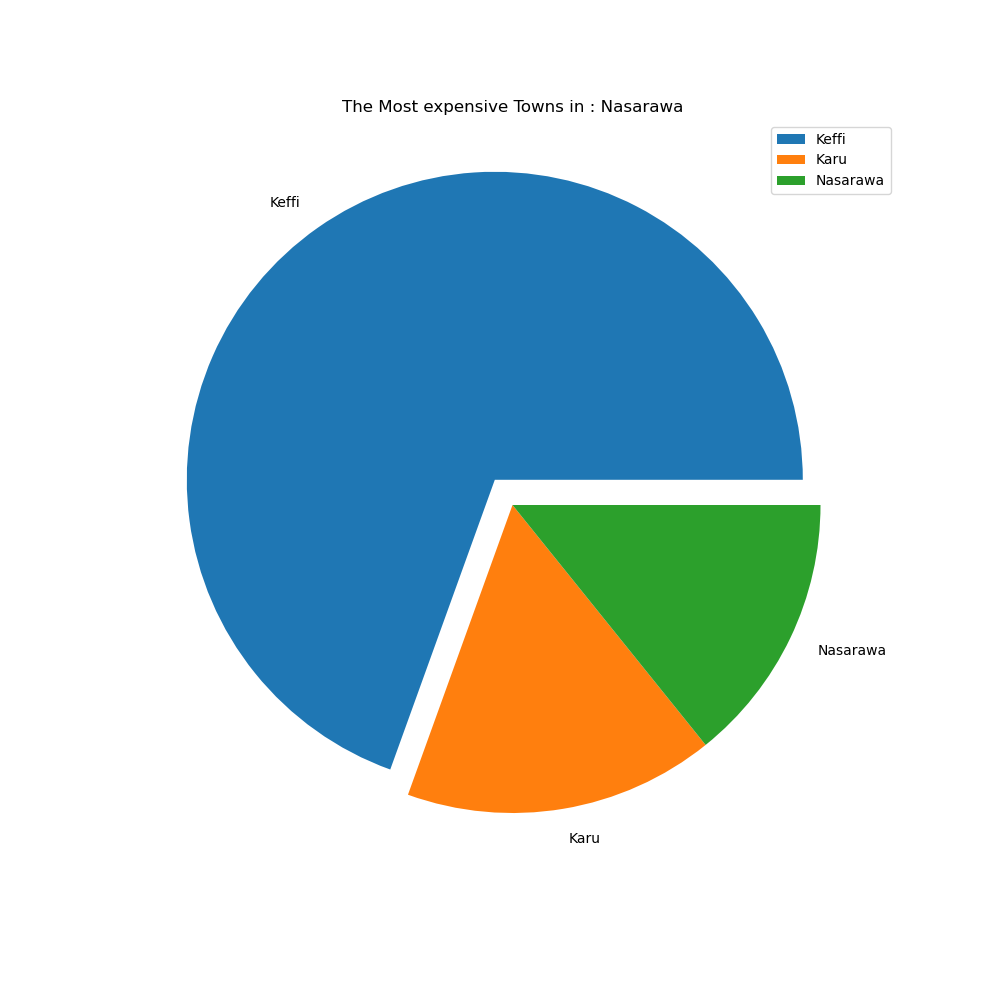 The Most expensive Towns in : Nasarawa
Keffi
Karu
Nasarawa
Keffi
Nasarawa
Karu